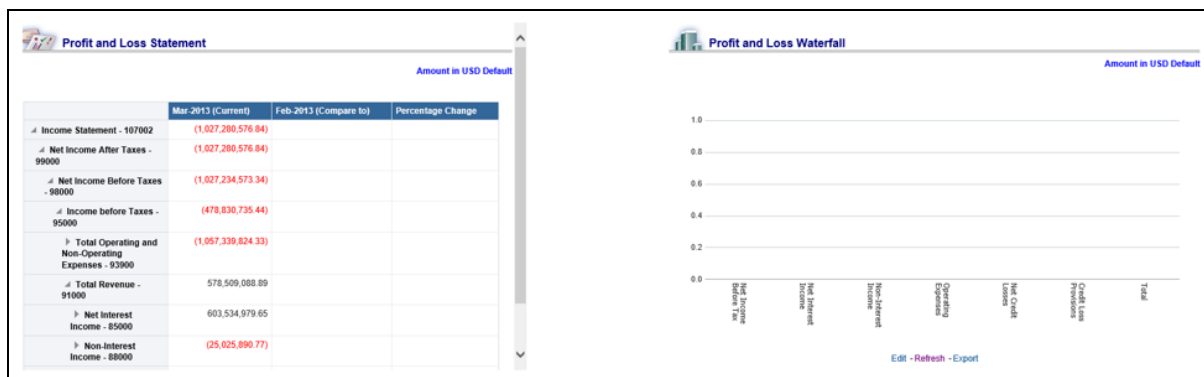 Profit and Loss Statement
Amount in USD Default
Mar-2013 (Current) Feb-2013 (Compare to) Percentage Change
Income Statement - 107002 (1,027,280,576.84)
Net Income After Taxes - (1,027,280,576.84)
99000
Net Income Before Taxes (1,027,234,573.34)
- 98000
Income before Taxes - (478,830,735.44)
95000
Total Operating and (1,057,339,824.33)
Non-Operating
Expenses - 93900
Total Revenue - 578,509,088.89
91000
Net Interest 603,534,979.65
Income - 85000
Non-Interest (25,025,890.77)
Income - 88000
Profit and Loss Waterfall
Amount in USD Default
1.0
0.8
0.6
0.4
0.2
0.0
Net Income
Before Tax
Net Interest
Income
Non-Interest
Income
Operating
Expenses
Net Credit
Losses
Credit Loss
Provisions
Total
Edit - Refresh - Export